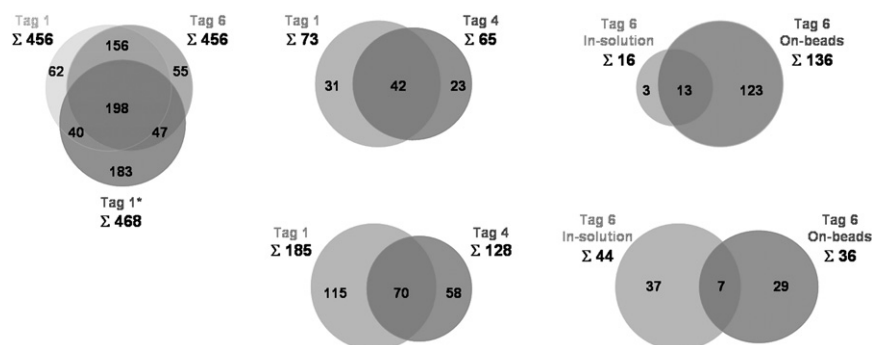 Tag 1
Σ 456
Tag 6
Σ 456
156
62
55
198
40
47
183
Tag 1*
Σ 468
Tag 1
Σ 73
Tag 4
Σ 65
31
42
23
Tag 6
In-solution
Σ 16
Tag 6
On-beads
Σ 136
3
13
123
Tag 1
Σ 185
Tag 4
Σ 128
115
70
58
Tag 6
In-solution
Σ 44
Tag 6
On-beads
Σ 36
37
7
29